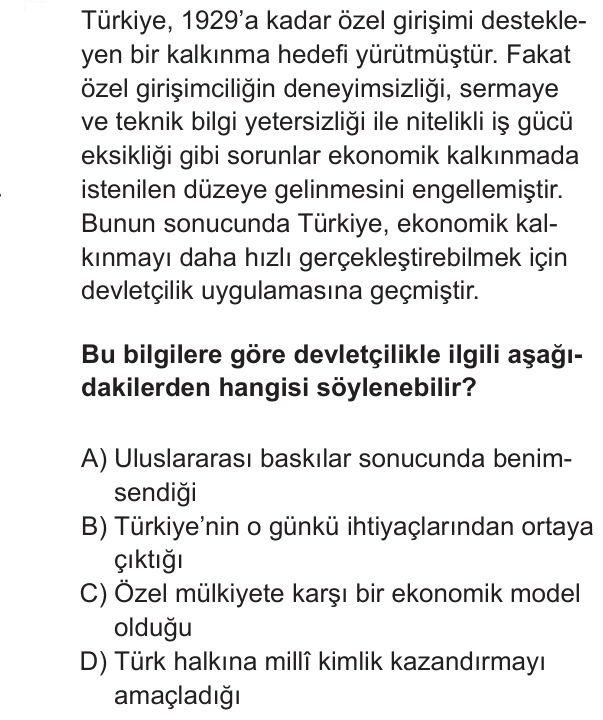 Türkiye, 1929’a kadar özel girişimi destekle-
yen bir kalkınma hedefi yürütmüştür. Fakat
özel girişimciliğin deneyimsizliği, sermaye
ve teknik bilgi yetersizliği ile nitelikli iş gücü
eksikliği gibi sorunlar ekonomik kalkınmada
istenilen düzeye gelinmesini engellemiştir.
Bunun sonucunda Türkiye, ekonomik kal-
kınmayı daha hızlı gerçekleştirebilmek için
devletçilik uygulamasına geçmiştir.
Bu bilgilere göre devletçilikle ilgili aşağı-
dakilerden hangisi söylenebilir?
A) Uluslararası baskılar sonucunda benim-
sendiği
B) Türkiye’nin o günkü ihtiyaçlarından ortaya
çıktığı
C) Özel mülkiyete karşı bir ekonomik model
olduğu
D) Türk halkına millî kimlik kazandırmayı
amaçladığı